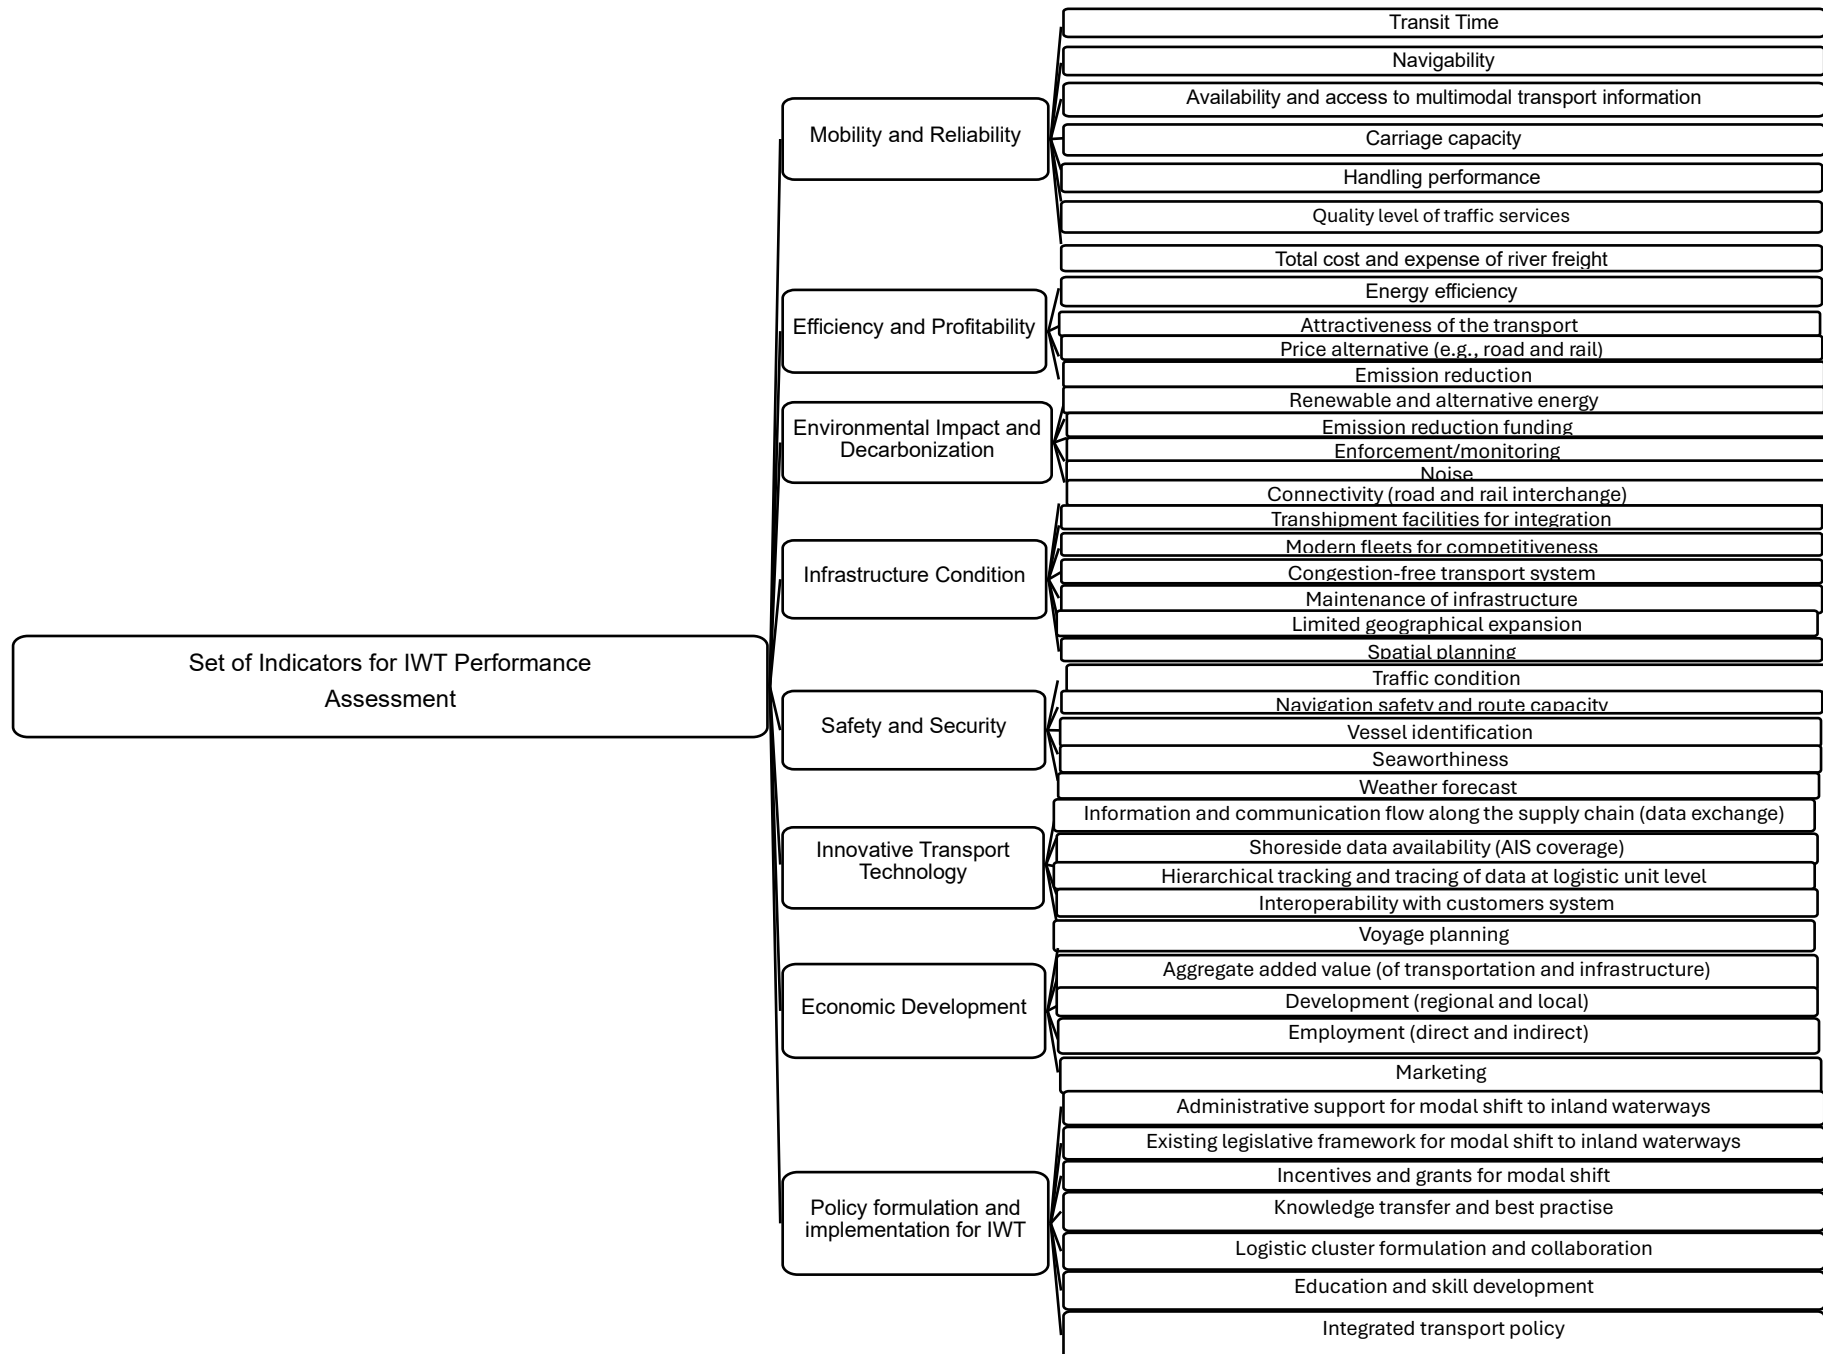 Set of Indicators for IWT Performance
Assessment
Mobility and Reliability
Transit Time
Navigability
Availability and access to multimodal transport information
Carriage capacity
Handling performance
Quality level of traffic services
Total cost and expense of river freight
Efficiency and Profitability
Energy efficiency
Attractiveness of the transport
Price alternative (e.g., road and rail)
Emission reduction
Environmental Impact and
Decarbonization
Renewable and alternative energy
Emission reduction funding
Enforcement/monitoring
Noise
Connectivity (road and rail interchange)
Infrastructure Condition
Transhipment facilities for integration
Modern fleets for competitiveness
Congestion-free transport system
Maintenance of infrastructure
Limited geographical expansion
Spatial planning
Traffic condition
Safety and Security
Navigation safety and route capacity
Vessel identification
Seaworthiness
Weather forecast
Innovative Transport
Technology
Information and communication flow along the supply chain (data exchange)
Shoreside data availability (AIS coverage)
Hierarchical tracking and tracing of data at logistic unit level
Interoperability with customers system
Voyage planning
Economic Development
Aggregate added value (of transportation and infrastructure)
Development (regional and local)
Employment (direct and indirect)
Marketing
Policy formulation and
implementation for IWT
Administrative support for modal shift to inland waterways
Existing legislative framework for modal shift to inland waterways
Incentives and grants for modal shift
Knowledge transfer and best practise
Logistic cluster formulation and collaboration
Education and skill development
Integrated transport policy